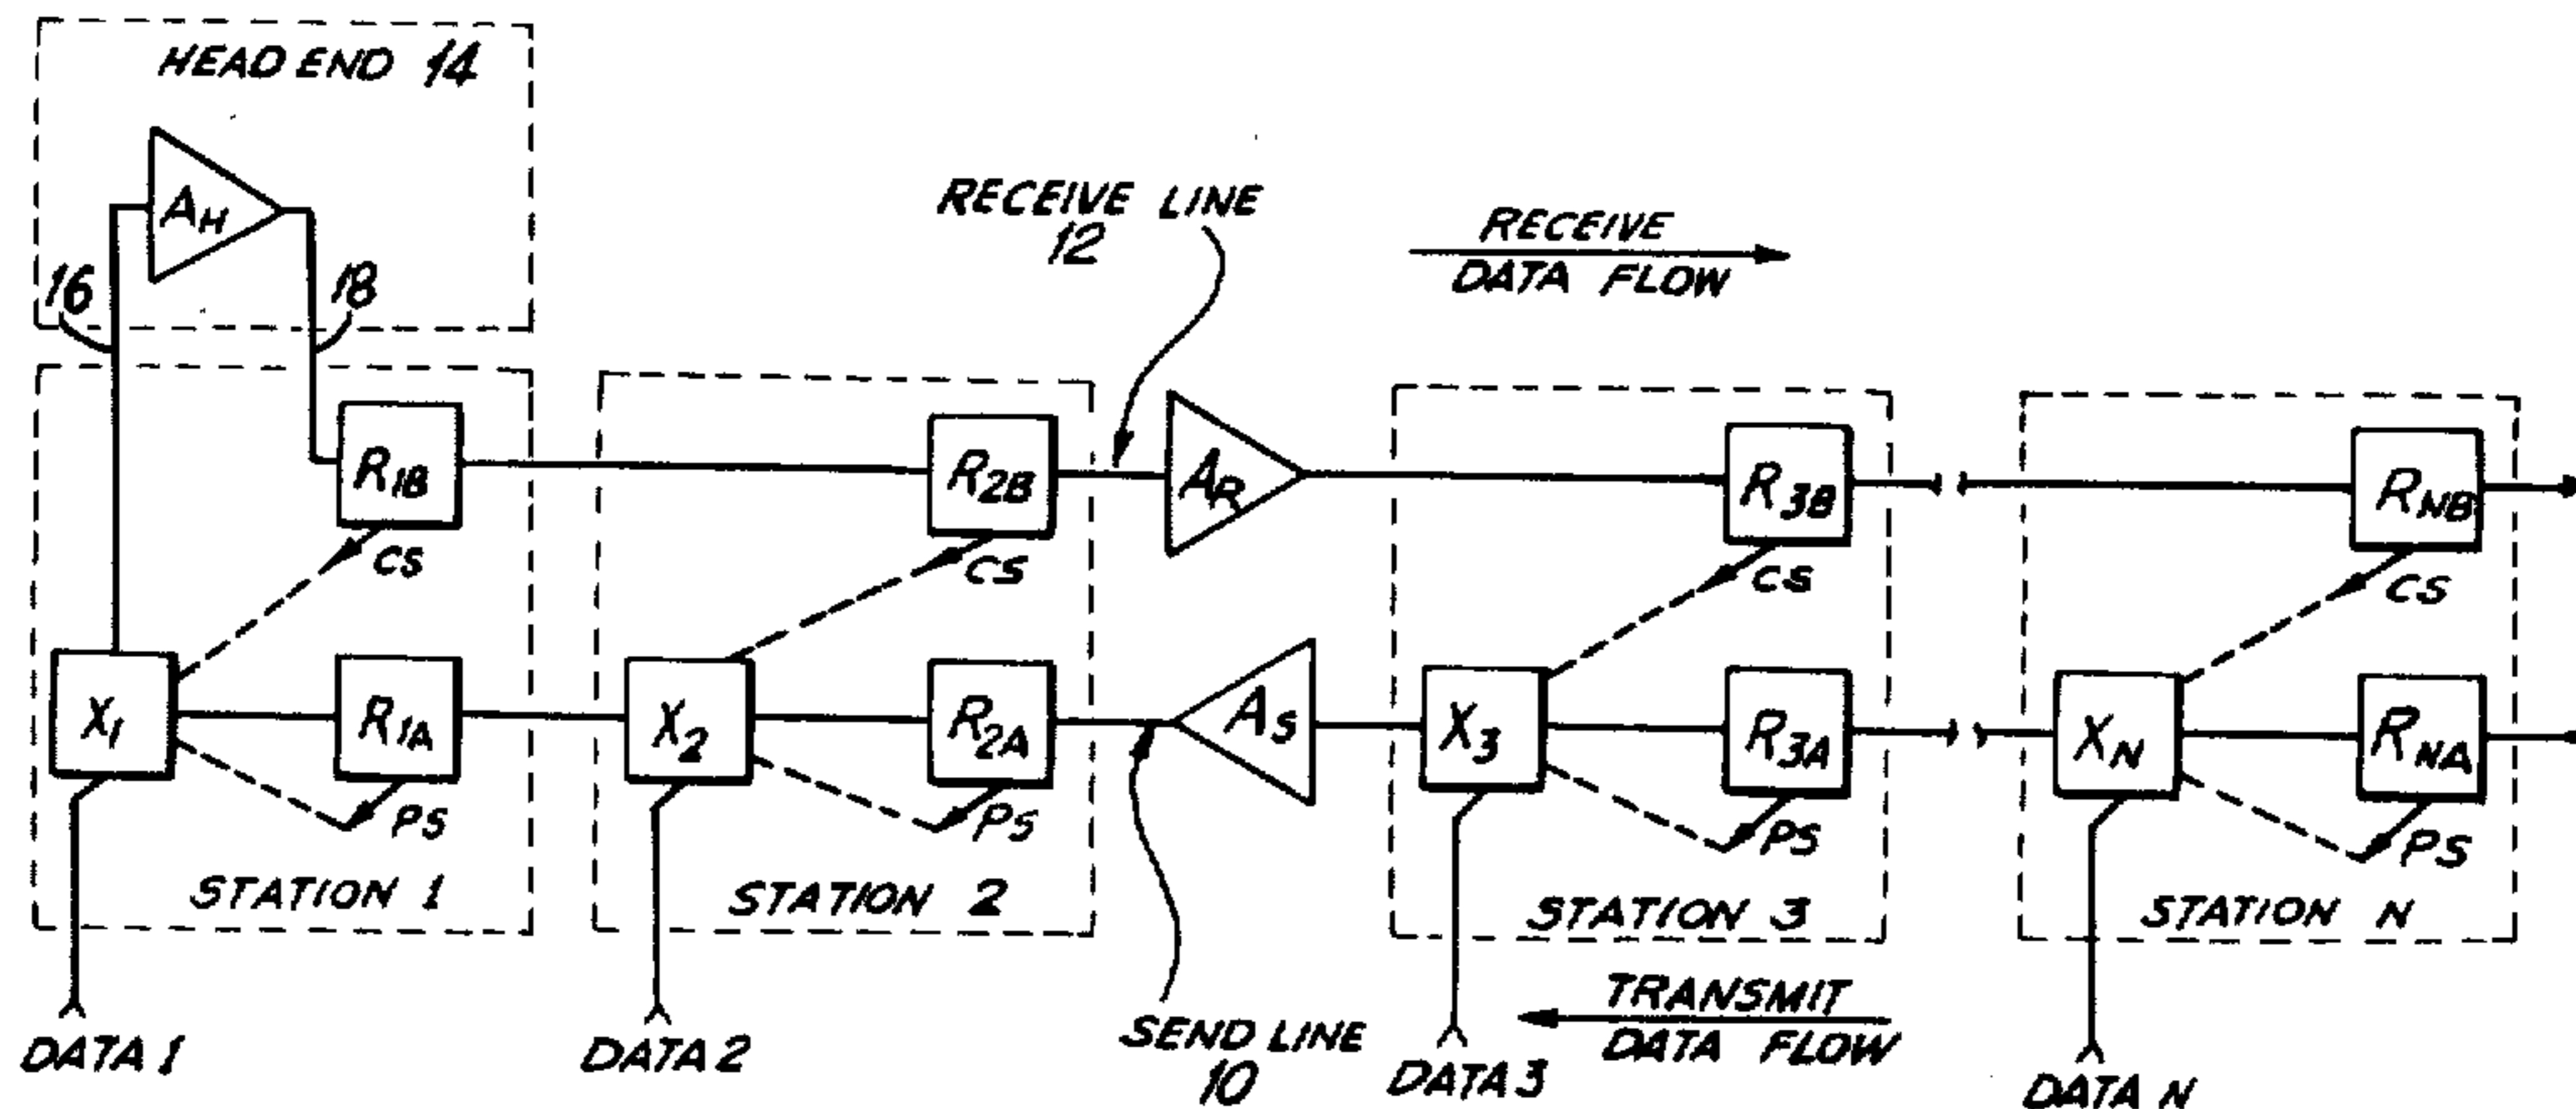 HEAD END 14
A_H
16
18
RECEIVE LINE
12
RECEIVE
DATA FLOW
R_1B
R_2B
A_R
R_3B
R_NB
CS
CS
CS
CS
X_1
R_1A
X_2
R_2A
A_S
X_3
R_3A
X_N
R_NA
PS
PS
PS
PS
STATION 1
STATION 2
STATION 3
STATION N
SEND LINE
10
TRANSMIT
DATA FLOW
DATA 1
DATA 2
DATA 3
DATA N